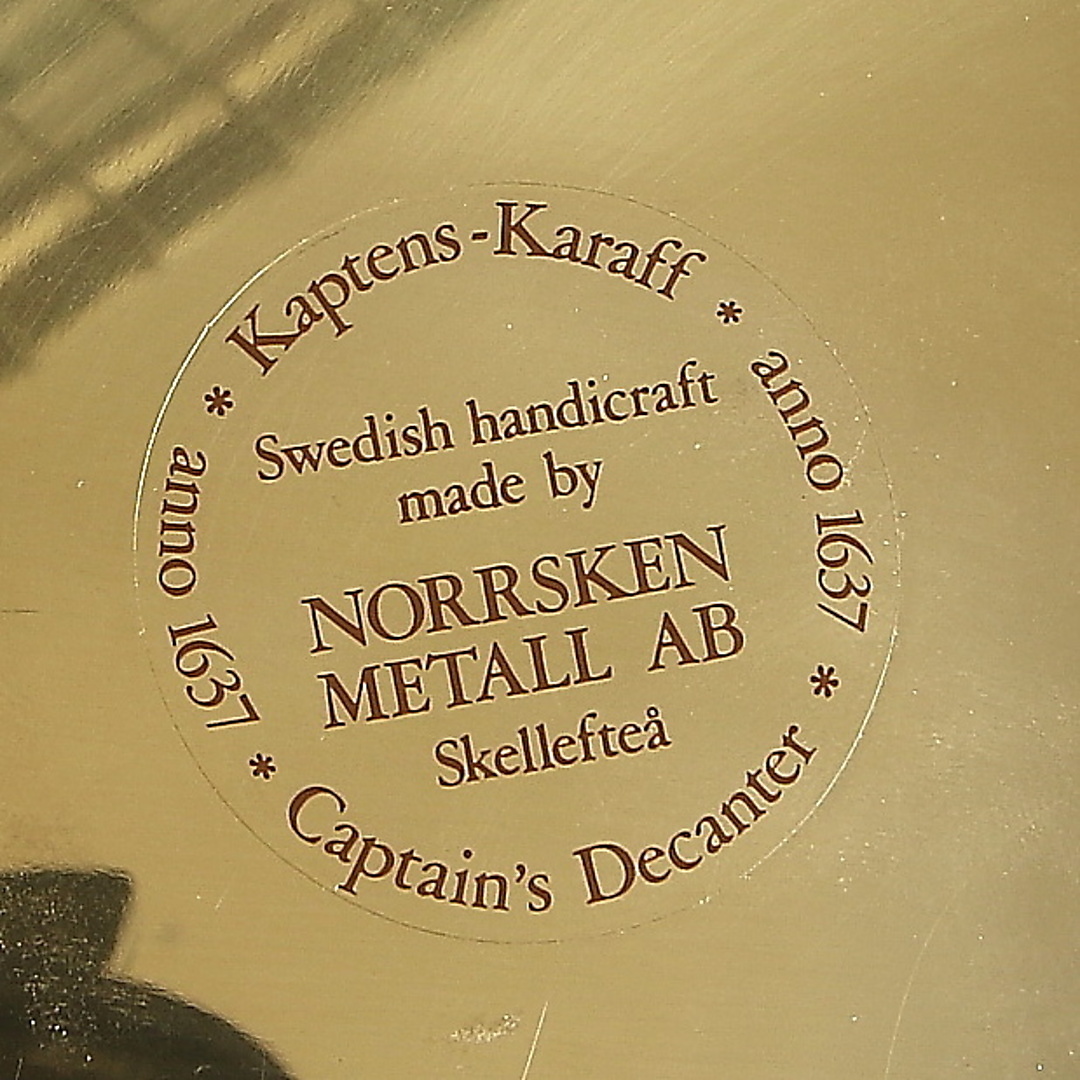 Kaptens-Karaff * anno 1637 * Captain's Decanter * anno 1637 *
Swedish handicraft
made by
NORRSKEN
METALL AB
Skellefteå